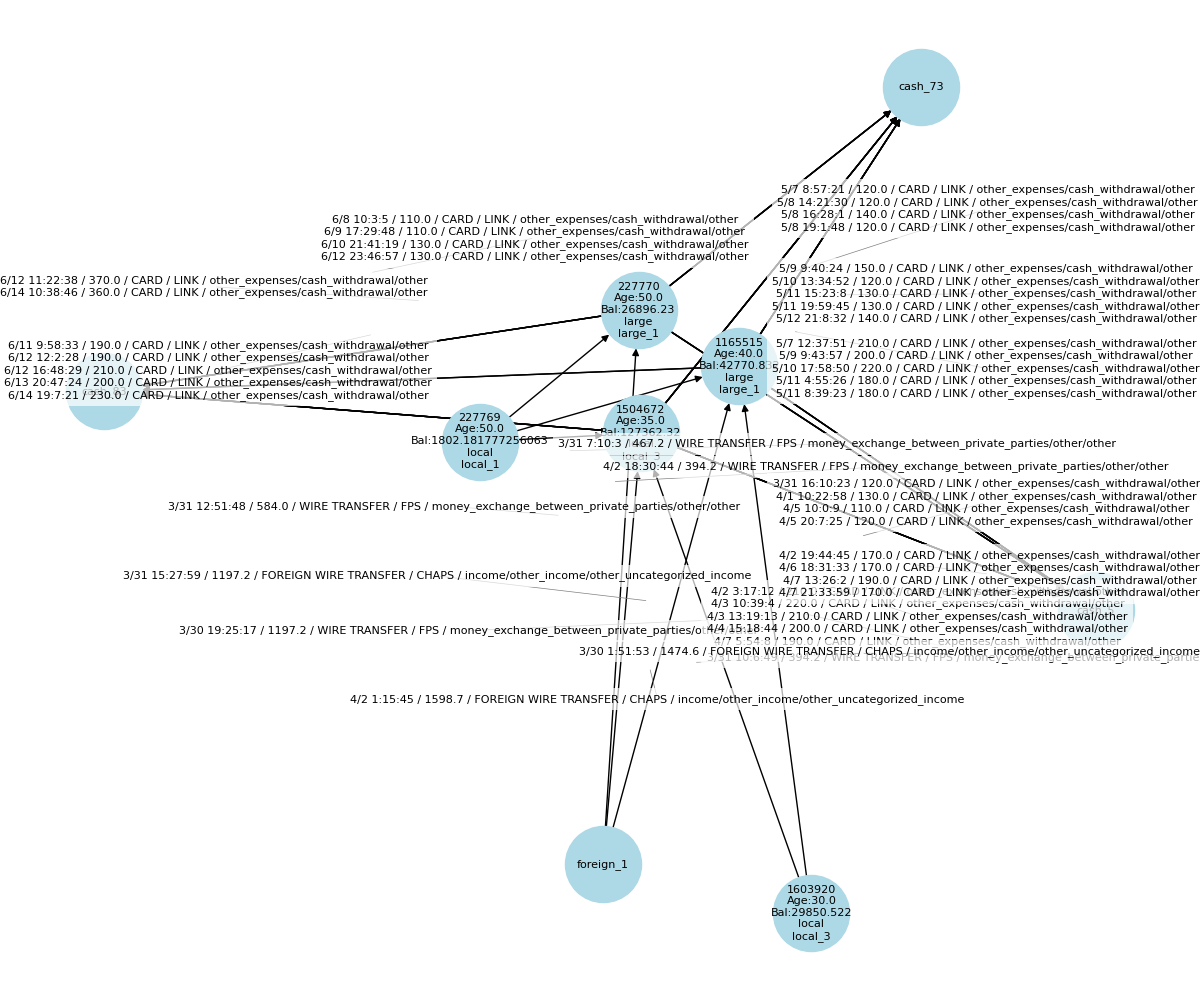 cash_73
5/7 8:57:21 / 120.0 / CARD / LINK / other_expenses/cash_withdrawal/other
5/8 14:21:30 / 120.0 / CARD / LINK / other_expenses/cash_withdrawal/other
5/8 16:28:1 / 140.0 / CARD / LINK / other_expenses/cash_withdrawal/other
5/8 19:1:48 / 120.0 / CARD / LINK / other_expenses/cash_withdrawal/other
6/8 10:3:5 / 110.0 / CARD / LINK / other_expenses/cash_withdrawal/other
6/9 17:29:48 / 110.0 / CARD / LINK / other_expenses/cash_withdrawal/other
6/10 21:41:19 / 130.0 / CARD / LINK / other_expenses/cash_withdrawal/other
6/12 23:46:57 / 130.0 / CARD / LINK / other_expenses/cash_withdrawal/other
5/9 9:40:24 / 150.0 / CARD / LINK / other_expenses/cash_withdrawal/other
5/10 13:34:52 / 120.0 / CARD / LINK / other_expenses/cash_withdrawal/other
5/11 15:23:8 / 130.0 / CARD / LINK / other_expenses/cash_withdrawal/other
5/11 19:59:45 / 130.0 / CARD / LINK / other_expenses/cash_withdrawal/other
5/12 21:8:32 / 140.0 / CARD / LINK / other_expenses/cash_withdrawal/other
6/12 11:22:38 / 370.0 / CARD / LINK / other_expenses/cash_withdrawal/other
6/14 10:38:46 / 360.0 / CARD / LINK / other_expenses/cash_withdrawal/other
227770
Age:50.0
Bal:26896.23
large
large_1
6/11 9:58:33 / 190.0 / CARD / LINK / other_expenses/cash_withdrawal/other
6/12 12:2:28 / 190.0 / CARD / LINK / other_expenses/cash_withdrawal/other
6/12 16:48:29 / 210.0 / CARD / LINK / other_expenses/cash_withdrawal/other
6/13 20:47:24 / 200.0 / CARD / LINK / other_expenses/cash_withdrawal/other
6/14 19:7:21 / 230.0 / CARD / LINK / other_expenses/cash_withdrawal/other
1165515
Age:40.0
Bal:42770.8
large
large_1
5/7 12:37:51 / 210.0 / CARD / LINK / other_expenses/cash_withdrawal/other
5/9 9:43:57 / 200.0 / CARD / LINK / other_expenses/cash_withdrawal/other
5/10 17:58:50 / 220.0 / CARD / LINK / other_expenses/cash_withdrawal/other
5/11 4:55:26 / 180.0 / CARD / LINK / other_expenses/cash_withdrawal/other
5/11 8:39:23 / 180.0 / CARD / LINK / other_expenses/cash_withdrawal/other
227769
Age:50.0
Bal:1802.181777256063
local
local_1
1504672
Age:35.0
Bal:127362.32
local_3
3/31 7:10:3 / 467.2 / WIRE TRANSFER / FPS / money_exchange_between_private_parties/other/other
4/2 18:30:44 / 394.2 / WIRE TRANSFER / FPS / money_exchange_between_private_parties/other/other
3/31 16:10:23 / 120.0 / CARD / LINK / other_expenses/cash_withdrawal/other
4/1 10:22:58 / 130.0 / CARD / LINK / other_expenses/cash_withdrawal/other
4/5 10:0:9 / 110.0 / CARD / LINK / other_expenses/cash_withdrawal/other
4/5 20:7:25 / 120.0 / CARD / LINK / other_expenses/cash_withdrawal/other
3/31 12:51:48 / 584.0 / WIRE TRANSFER / FPS / money_exchange_between_private_parties/other/other
4/2 19:44:45 / 170.0 / CARD / LINK / other_expenses/cash_withdrawal/other
4/6 18:31:33 / 170.0 / CARD / LINK / other_expenses/cash_withdrawal/other
4/7 13:26:2 / 190.0 / CARD / LINK / other_expenses/cash_withdrawal/other
4/7 21:33:59 / 170.0 / CARD / LINK / other_expenses/cash_withdrawal/other
3/31 15:27:59 / 1197.2 / FOREIGN WIRE TRANSFER / CHAPS / income/other_income/other_uncategorized_income
4/2 3:17:12
4/3 10:39:4 / 220.0 / CARD / LINK / other_expenses/cash_withdrawal/other
4/3 13:19:13 / 210.0 / CARD / LINK / other_expenses/cash_withdrawal/other
4/4 15:18:44 / 200.0 / CARD / LINK / other_expenses/cash_withdrawal/other
4/7 5:54:8 / 190.0 / CARD / LINK / other_expenses/cash_withdrawal/other
3/30 19:25:17 / 1197.2 / WIRE TRANSFER / FPS / money_exchange_between_private_parties/
3/30 1:51:53 / 1474.6 / FOREIGN WIRE TRANSFER / CHAPS / income/other_income/other_uncategorized_income
3/31 10:6:49 / 394.2 / WIRE TRANSFER / FPS / money_exchange_between_private_partie
4/2 1:15:45 / 1598.7 / FOREIGN WIRE TRANSFER / CHAPS / income/other_income/other_uncategorized_income
foreign_1
1603920
Age:30.0
Bal:29850.522
local
local_3